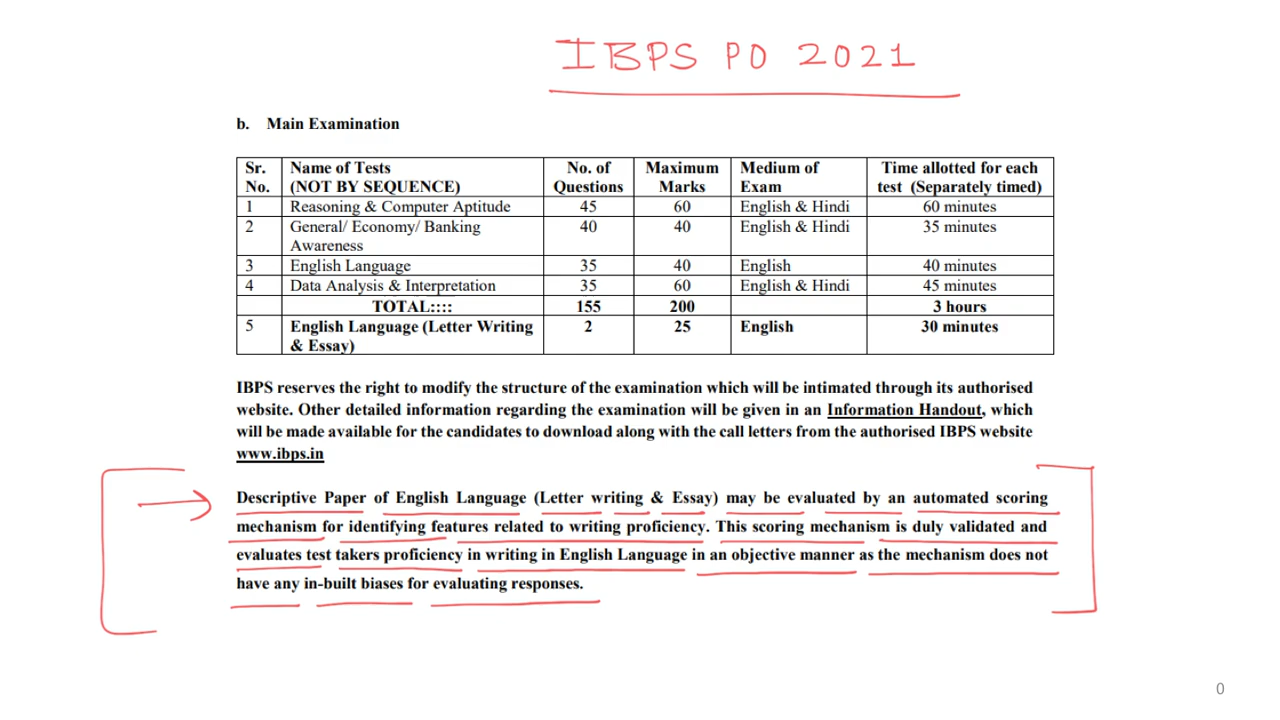 IBPS PO 2021
b. Main Examination
Sr. No. Name of Tests (NOT BY SEQUENCE) No. of Questions Maximum Marks Medium of Exam Time allotted for each test (Separately timed)
1 Reasoning & Computer Aptitude 45 60 English & Hindi 60 minutes
2 General/ Economy/ Banking Awareness 40 40 English & Hindi 35 minutes
3 English Language 35 40 English 40 minutes
4 Data Analysis & Interpretation 35 60 English & Hindi 45 minutes
TOTAL:::: 155 200 3 hours
5 English Language (Letter Writing & Essay) 2 25 English 30 minutes
IBPS reserves the right to modify the structure of the examination which will be intimated through its authorised
website. Other detailed information regarding the examination will be given in an Information Handout, which
will be made available for the candidates to download along with the call letters from the authorised IBPS website
www.ibps.in
Descriptive Paper of English Language (Letter writing & Essay) may be evaluated by an automated scoring
mechanism for identifying features related to writing proficiency. This scoring mechanism is duly validated and
evaluates test takers proficiency in writing in English Language in an objective manner as the mechanism does not
have any in-built biases for evaluating responses.
0